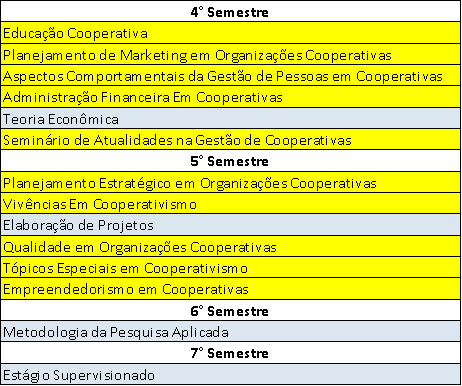 4° Semestre
Educação Cooperativa
Planejamento de Marketing em Organizações Cooperativas
Aspectos Comportamentais da Gestão de Pessoas em Cooperativas
Administração Financeira Em Cooperativas
Teoria Econômica
Seminário de Atualidades na Gestão de Cooperativas
5° Semestre
Planejamento Estratégico em Organizações Cooperativas
Vivências Em Cooperativismo
Elaboração de Projetos
Qualidade em Organizações Cooperativas
Tópicos Especiais em Cooperativismo
Empreendedorismo em Cooperativas
6° Semestre
Metodologia da Pesquisa Aplicada
7° Semestre
Estágio Supervisionado